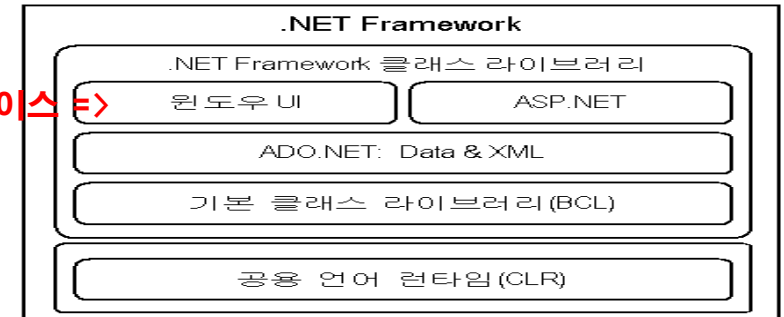 .NET Framework
.NET Framework 클래스 라이브러리
이스 =>
윈도우 UI
ASP.NET
ADO.NET: Data & XML
기본 클래스 라이브러리(BCL)
공용 언어 런타임(CLR)